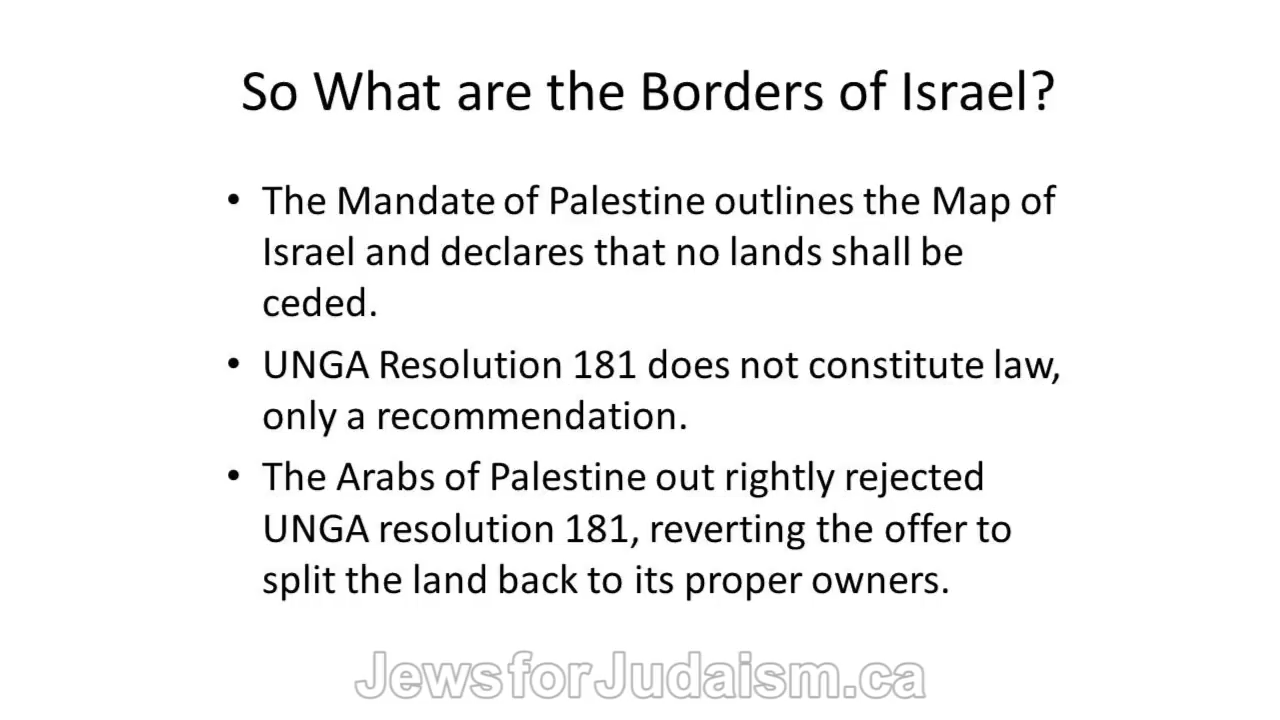 So What are the Borders of Israel?
• The Mandate of Palestine outlines the Map of
Israel and declares that no lands shall be
ceded.
• UNGA Resolution 181 does not constitute law,
only a recommendation.
• The Arabs of Palestine out rightly rejected
UNGA resolution 181, reverting the offer to
split the land back to its proper owners.
JewsforJudaism.ca